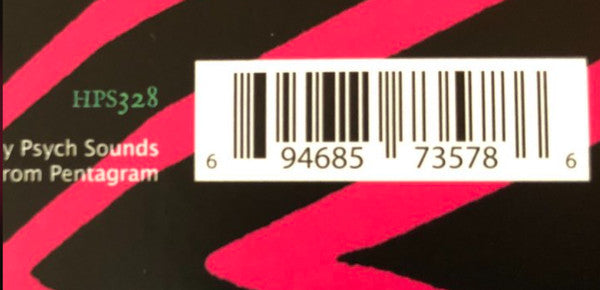 HPS328
y Psych Sounds
rom Pentagram
6 94685 73578 6